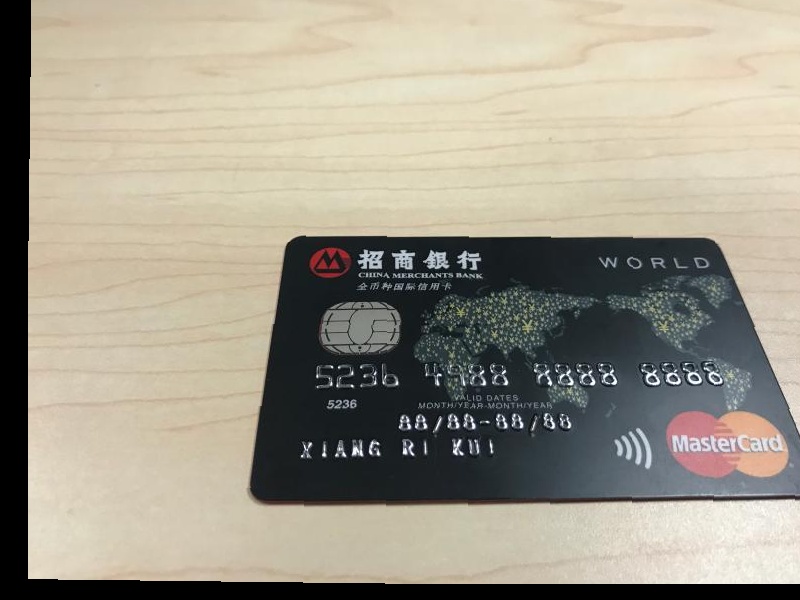 招商銀行
CHINA MERCHANTS BANK
全币种国际信用卡
WORLD
5236 4988 8888 8888
5236
VALID DATES
MONTH/YEAR-MONTH/YEAR
88/88-88/88
XIANG RI KUI
MasterCard